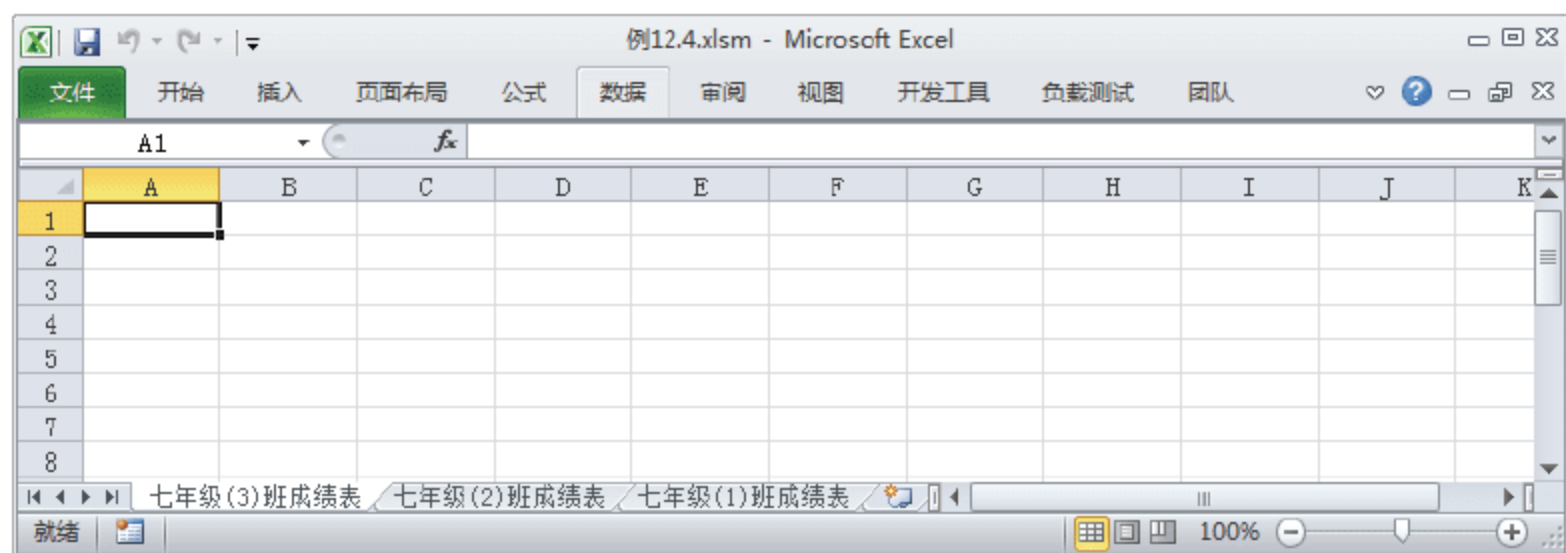 例12.4.xlsm - Microsoft Excel
文件 开始 插入 页面布局 公式 数据 审阅 视图 开发工具 负载测试 团队
A1 fx
A B C D E F G H I J K
1
2
3
4
5
6
7
8
七年级(3)班成绩表 七年级(2)班成绩表 七年级(1)班成绩表
就绪 100%